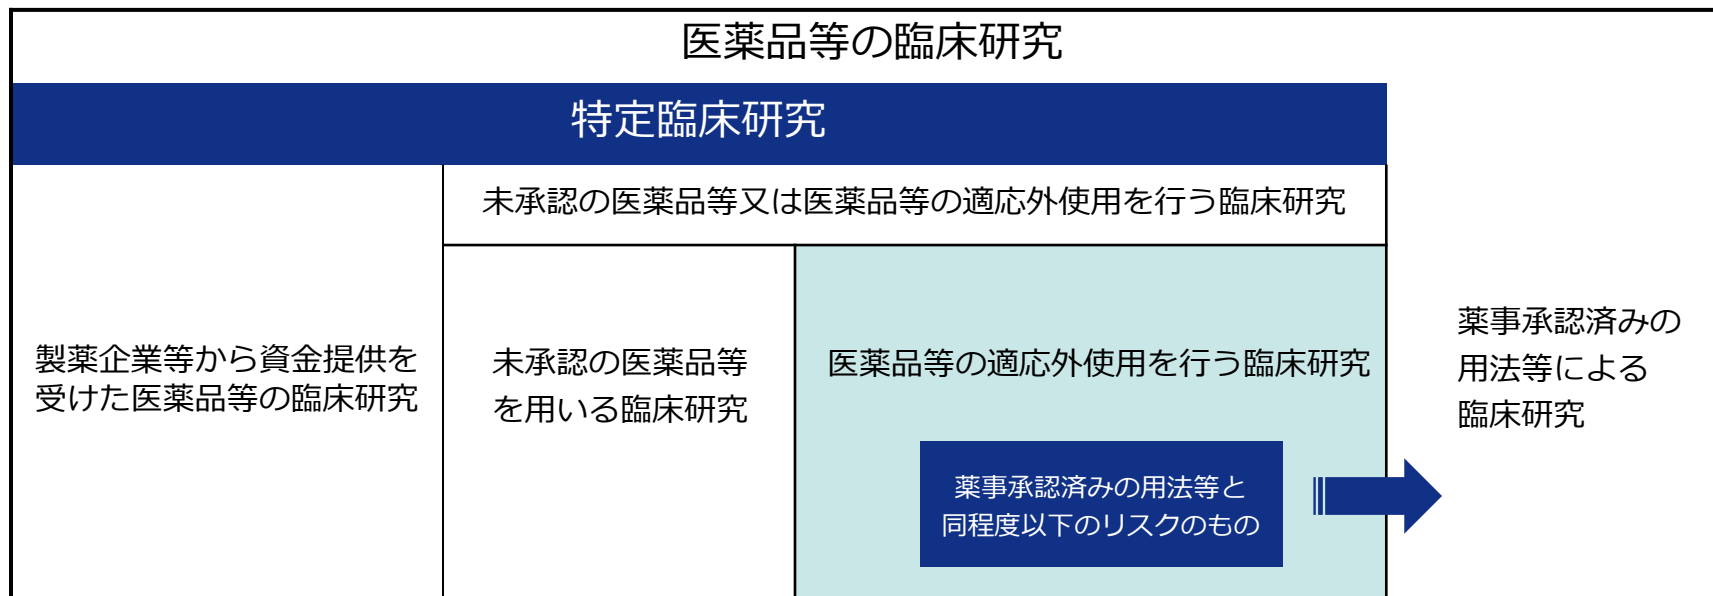 医薬品等の臨床研究
特定臨床研究
未承認の医薬品等又は医薬品等の適応外使用を行う臨床研究
製薬企業等から資金提供を
受けた医薬品等の臨床研究
未承認の医薬品等
を用いる臨床研究
医薬品等の適応外使用を行う臨床研究
薬事承認済みの用法等と
同程度以下のリスクのもの
薬事承認済みの
用法等による
臨床研究